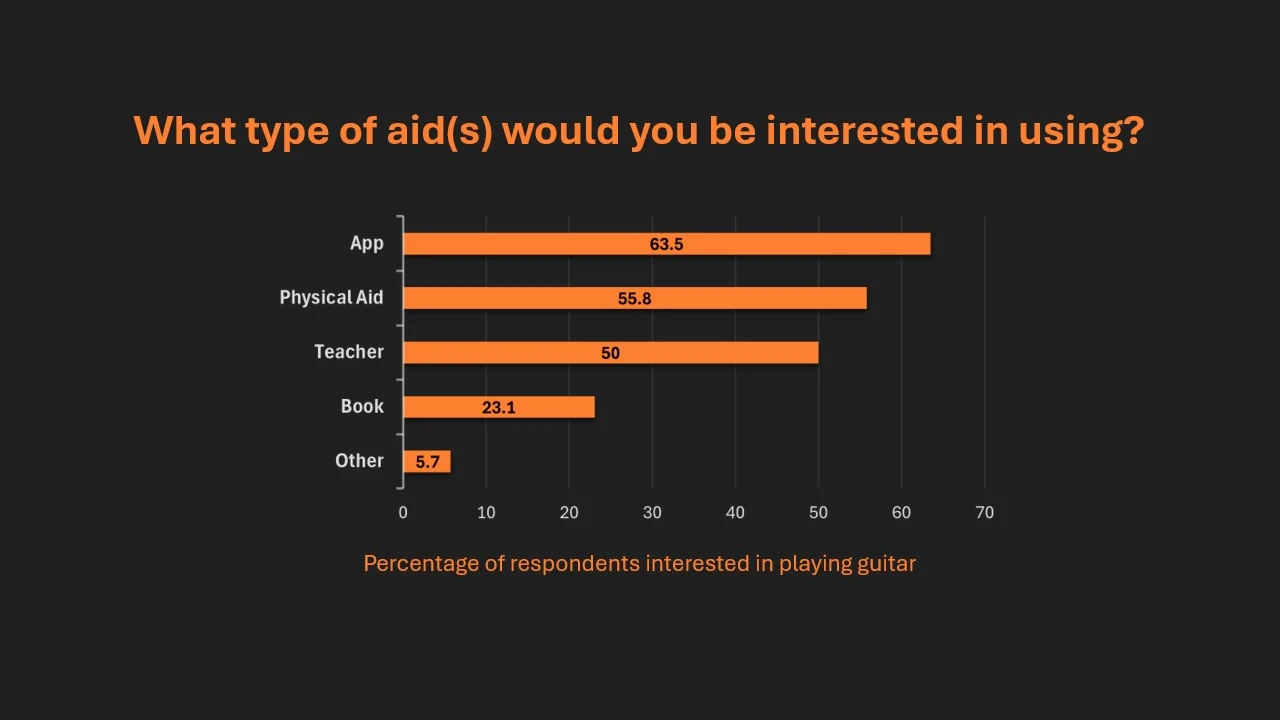 What type of aid(s) would you be interested in using?
App
63.5
Physical Aid
55.8
Teacher
50
Book
23.1
Other
5.7
0 10 20 30 40 50 60 70
Percentage of respondents interested in playing guitar